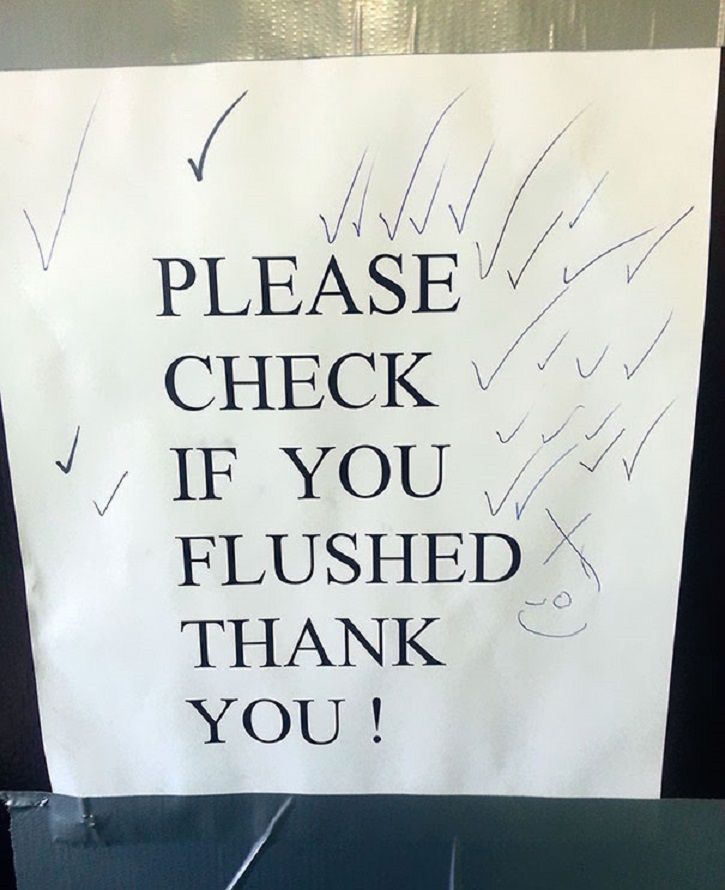 PLEASE
CHECK
IF YOU
FLUSHED
THANK
YOU !